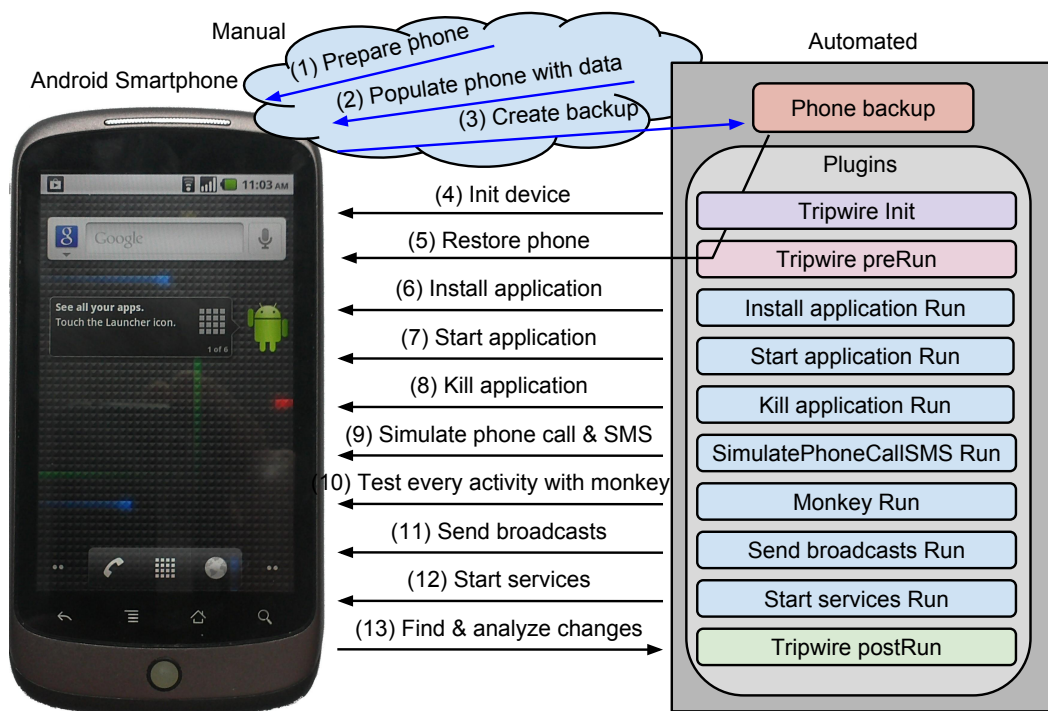 Manual
Automated
Android Smartphone
(1) Prepare phone
(2) Populate phone with data
(3) Create backup
Phone backup
Plugins
11:03 AM
Google
See all your apps.
Touch the Launcher icon.
1 of 6
(4) Init device
Tripwire Init
(5) Restore phone
Tripwire preRun
(6) Install application
Install application Run
(7) Start application
Start application Run
(8) Kill application
Kill application Run
(9) Simulate phone call & SMS
SimulatePhoneCallSMS Run
(10) Test every activity with monkey
Monkey Run
(11) Send broadcasts
Send broadcasts Run
(12) Start services
Start services Run
(13) Find & analyze changes
Tripwire postRun